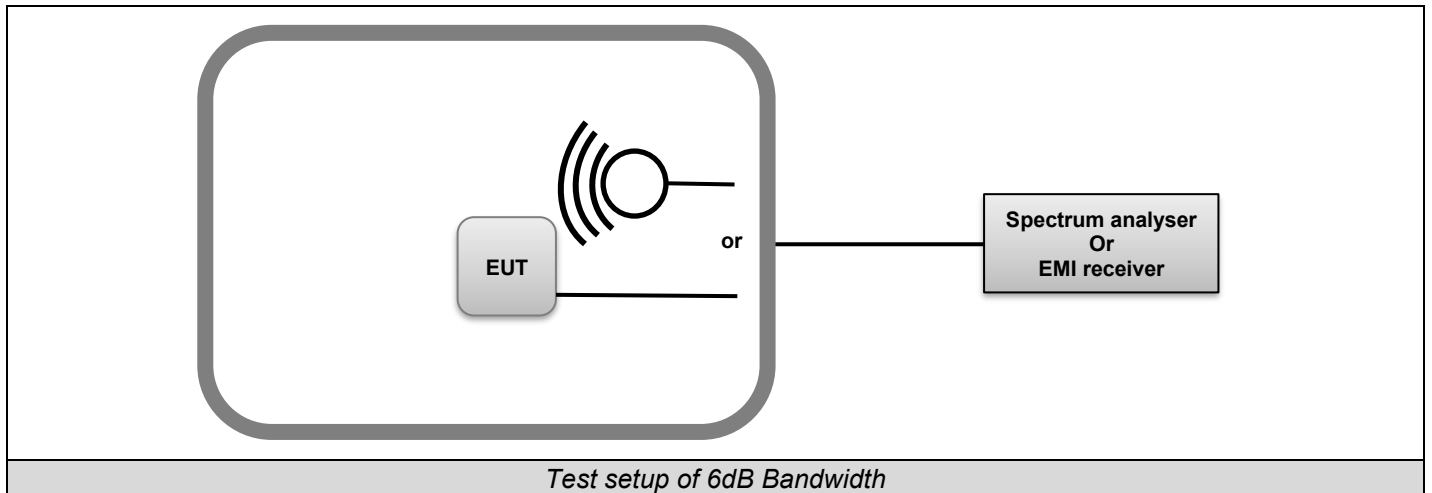 EUT
or
Spectrum analyser
Or
EMI receiver
Test setup of 6dB Bandwidth